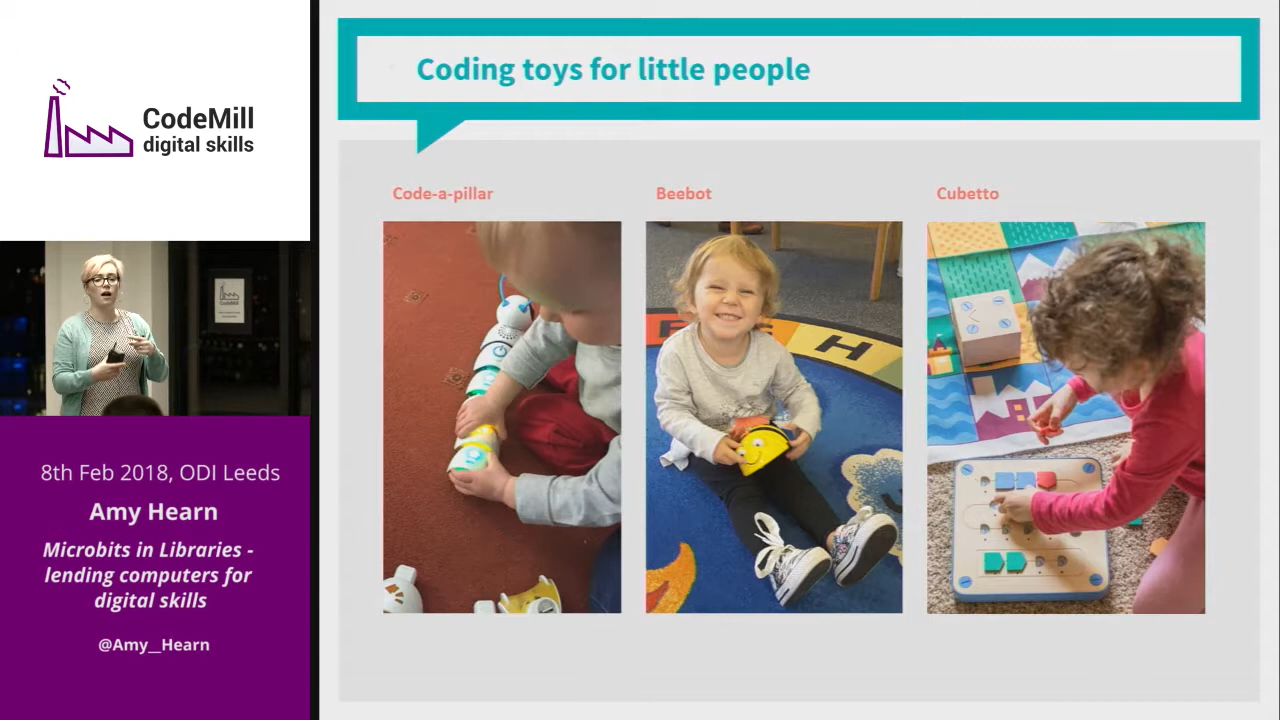 CodeMill
digital skills
CodeMill
8th Feb 2018, ODI Leeds
Amy Hearn
Microbits in Libraries -
lending computers for
digital skills
@Amy__Hearn
Coding toys for little people
Code-a-pillar
Beebot
Cubetto
H